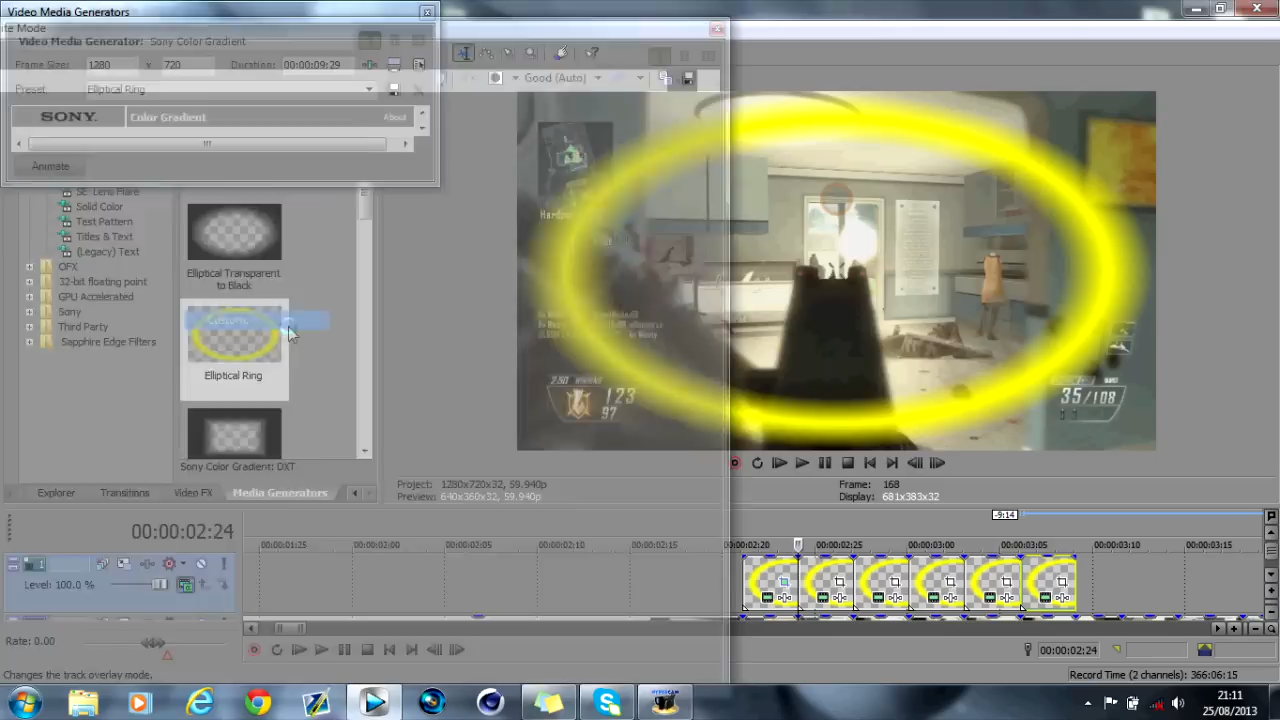 Video Media Generators
ute Mode
Video Media Generator: Sony Color Gradient
Frame Size: 1280 x 720 Duration: 00:00:09:29
Preset: Elliptical Ring
Good (Auto)
SONY. Color Gradient About
Animate
SE: Lens Flare
Solid Color
Test Pattern
Titles & Text
(Legacy) Text
OFX
32-bit floating point
GPU Accelerated
Sony
Third Party
Sapphire Edge Filters
Elliptical Transparent
to Black
Elliptical Ring
Sony Color Gradient: DXT
123
97
35/108
Explorer Transitions Video FX Media Generators
Project: 1280x720x32, 59.940p
Preview: 640x360x32, 59.940p
Frame: 168
Display: 681x383x32
-9:14
00:00:02:24
00:00:01:25 00:00:02:00 00:00:02:05 00:00:02:10 00:00:02:15 00:00:02:20 00:00:02:25 00:00:03:00 00:00:03:05 00:00:03:10 00:00:03:15
1
Level: 100.0 %
Rate: 0.00
00:00:02:24
Changes the track overlay mode.
Record Time (2 channels): 366:06:15
21:11
25/08/2013